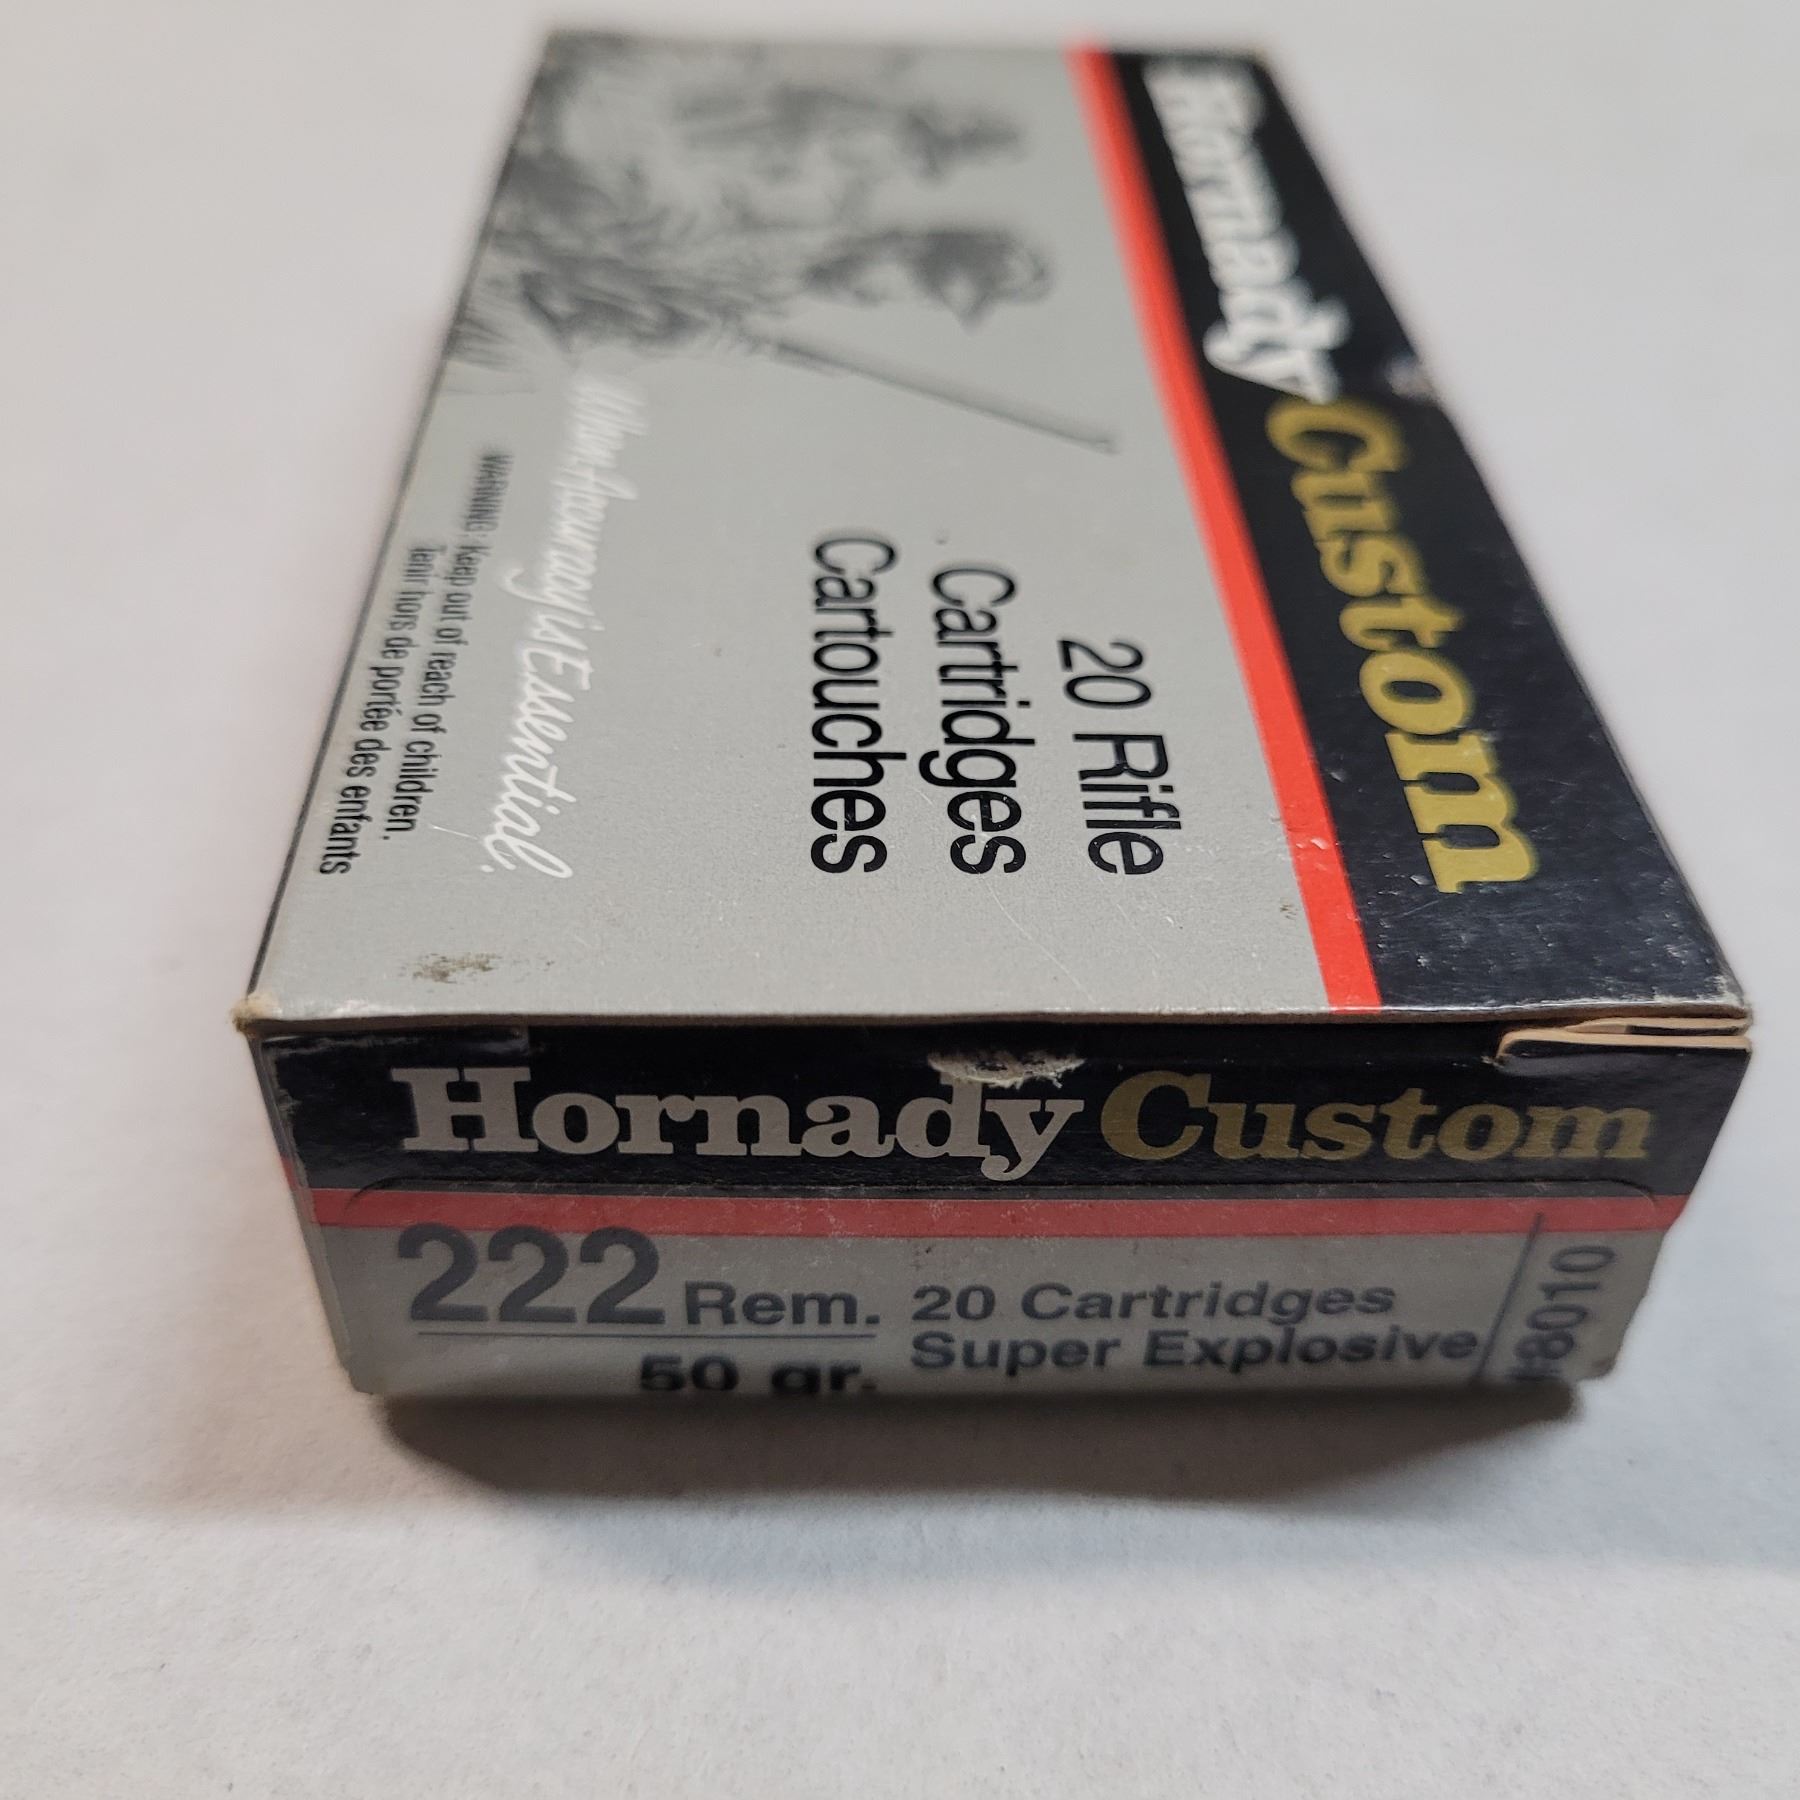 Hornady Custom
20 Rifle
Cartridges
Cartouches
When Accuracy is Essential.
WARNING: Keep out of reach of children.
Tenir hors de portée des enfants
Hornady Custom
222 Rem.
50 gr.
20 Cartridges
Super Explosive
#8010